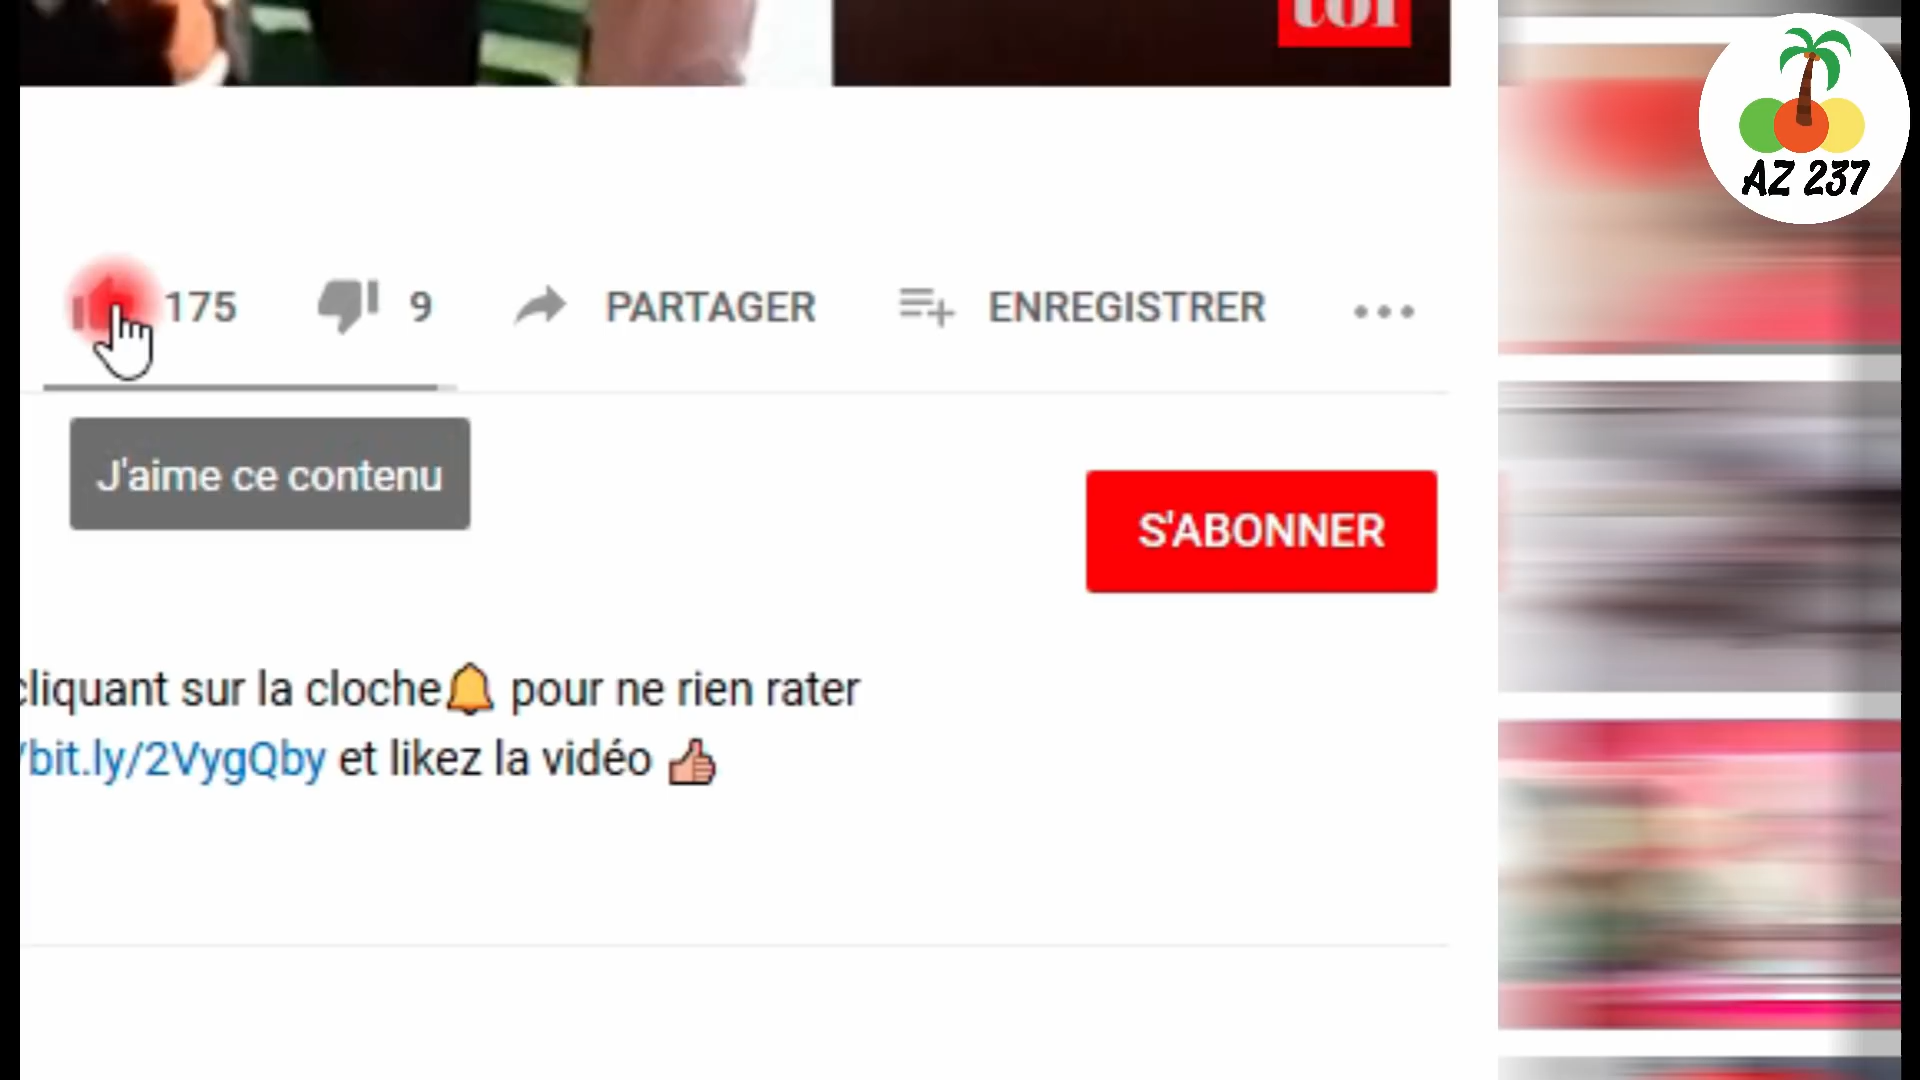 AZ 237
175 9 PARTAGER ENREGISTRER
J'aime ce contenu
S'ABONNER
cliquant sur la cloche🔔 pour ne rien rater
/bit.ly/2VygQby et likez la vidéo 👍